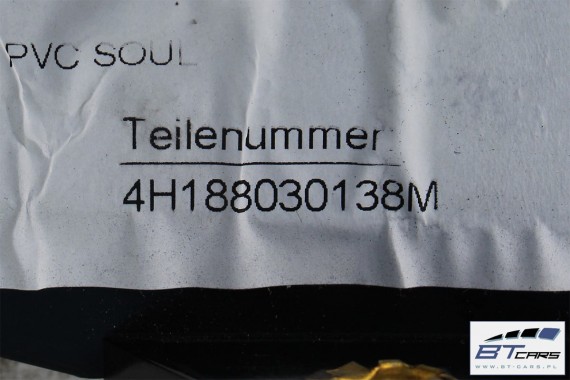 PVC SOUL
Teilenummer
4H188030138M
BTCARS
WWW.BT-CARS.PL